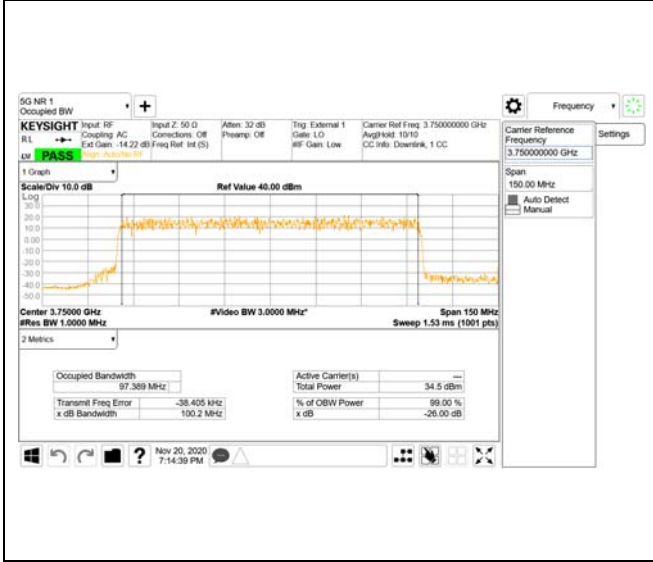 5G NR 1
Occupied BW
Frequency
KEYSIGHT
Input: RF
Input Z: 50 Ω
Atten: 32 dB
Trig: External 1
Carrier Ref Freq: 3.750000000 GHz
R L
Coupling: AC
Corrections: Off
Preamp: Off
Gate: LO
Avg|Hold: 10/10
Ext Gain: -14.22 dB
Freq Ref: Int (S)
#IF Gain: Low
CC Info: Downlink, 1 CC
PASS
Align: Auto/No RF
Carrier Reference
Frequency
3.750000000 GHz
Settings
Span
150.00 MHz
Auto Detect
Manual
1 Graph
Scale/Div 10.0 dB
Ref Value 40.00 dBm
Log
30.0
20.0
10.0
0.00
-10.0
-20.0
-30.0
-40.0
-50.0
Center 3.75000 GHz
#Video BW 3.0000 MHz*
Span 150 MHz
#Res BW 1.0000 MHz
Sweep 1.53 ms (1001 pts)
2 Metrics
Occupied Bandwidth
97.389 MHz
Active Carrier(s)
---
Total Power
34.5 dBm
Transmit Freq Error
-38.405 kHz
% of OBW Power
99.00 %
x dB Bandwidth
100.2 MHz
x dB
-26.00 dB
?
Nov 20, 2020
7:14:39 PM